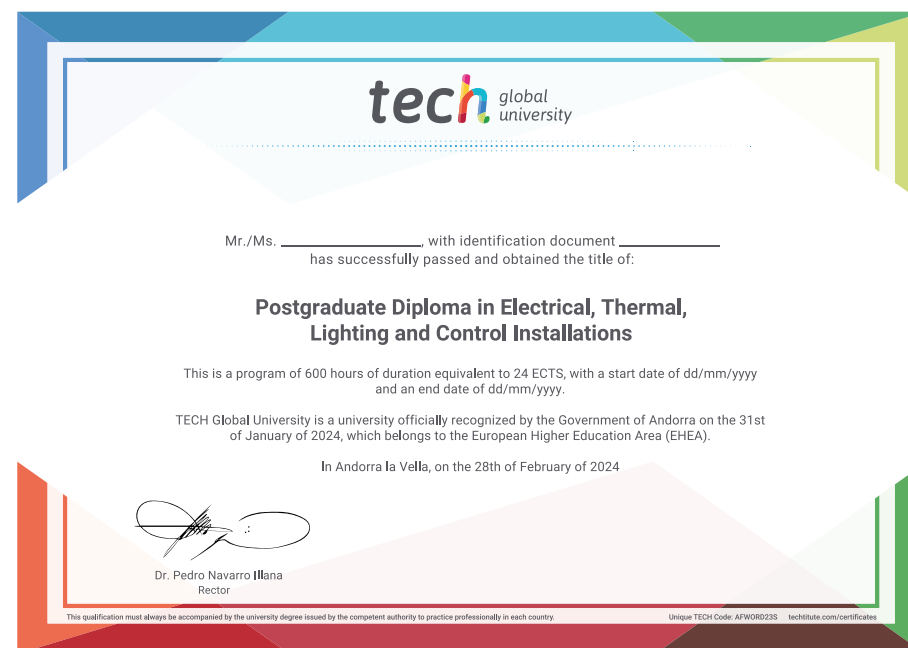 tech global university
Mr./Ms. ____________, with identification document ____________
has successfully passed and obtained the title of:
Postgraduate Diploma in Electrical, Thermal,
Lighting and Control Installations
This is a program of 600 hours of duration equivalent to 24 ECTS, with a start date of dd/mm/yyyy
and an end date of dd/mm/yyyy.
TECH Global University is a university officially recognized by the Government of Andorra on the 31st
of January of 2024, which belongs to the European Higher Education Area (EHEA).
In Andorra la Vella, on the 28th of February of 2024
Dr. Pedro Navarro Illana
Rector
This qualification must always be accompanied by the university degree issued by the competent authority to practice professionally in each country. Unique TECH Code: AFWORD23S techtitute.com/certificates